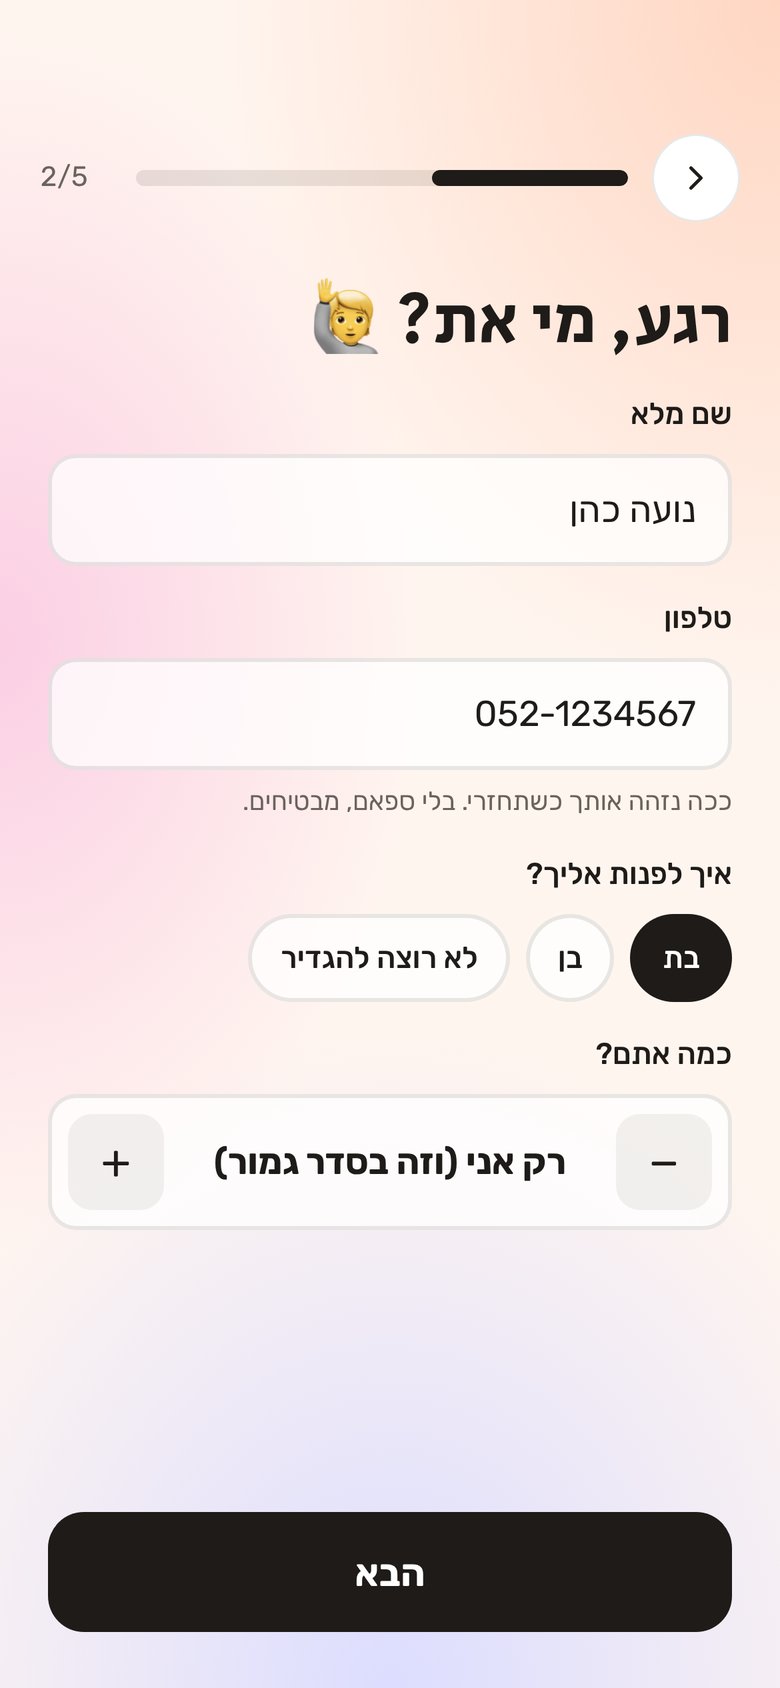 2/5
רגע, מי את? 🙋
שם מלא
נועה כהן
טלפון
052-1234567
ככה נזהה אותך כשתחזרי. בלי ספאם, מבטיחים.
איך לפנות אליך?
בת בן לא רוצה להגדיר
כמה אתם?
− רק אני (וזה בסדר גמור) +
הבא